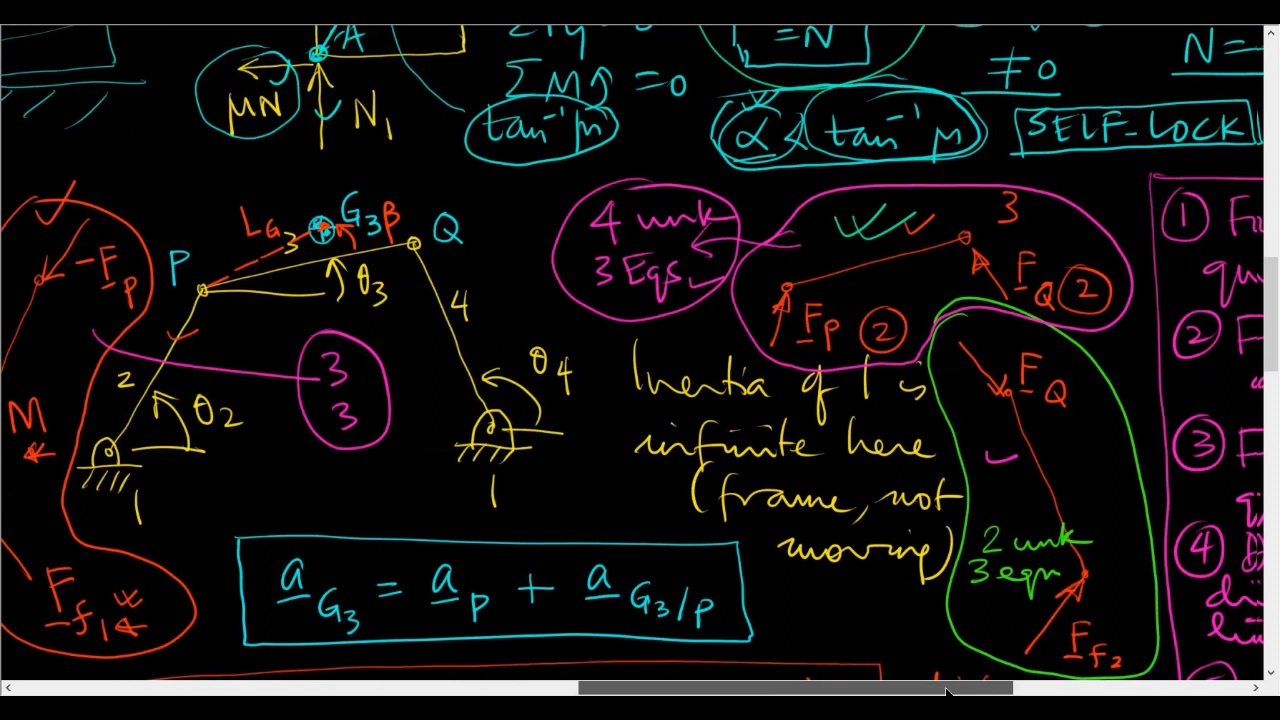 A
μN
N1
ΣM =0
tan⁻¹ μ
=N
≠0
N=
α < tan⁻¹ μ
SELF-LOCK
-Fp
M
Ff1
P
LG3
G3
β
Q
θ3
2
θ2
4
θ4
1
1
3
3
4 unk
3 Eqs
3
Fp 2
FQ 2
Inertia of 1 is
infinite here
(frame, not
moving)
FQ
2 unk
3 eqn
Ff2
aG3 = aP + aG3/P
1
2
3
4